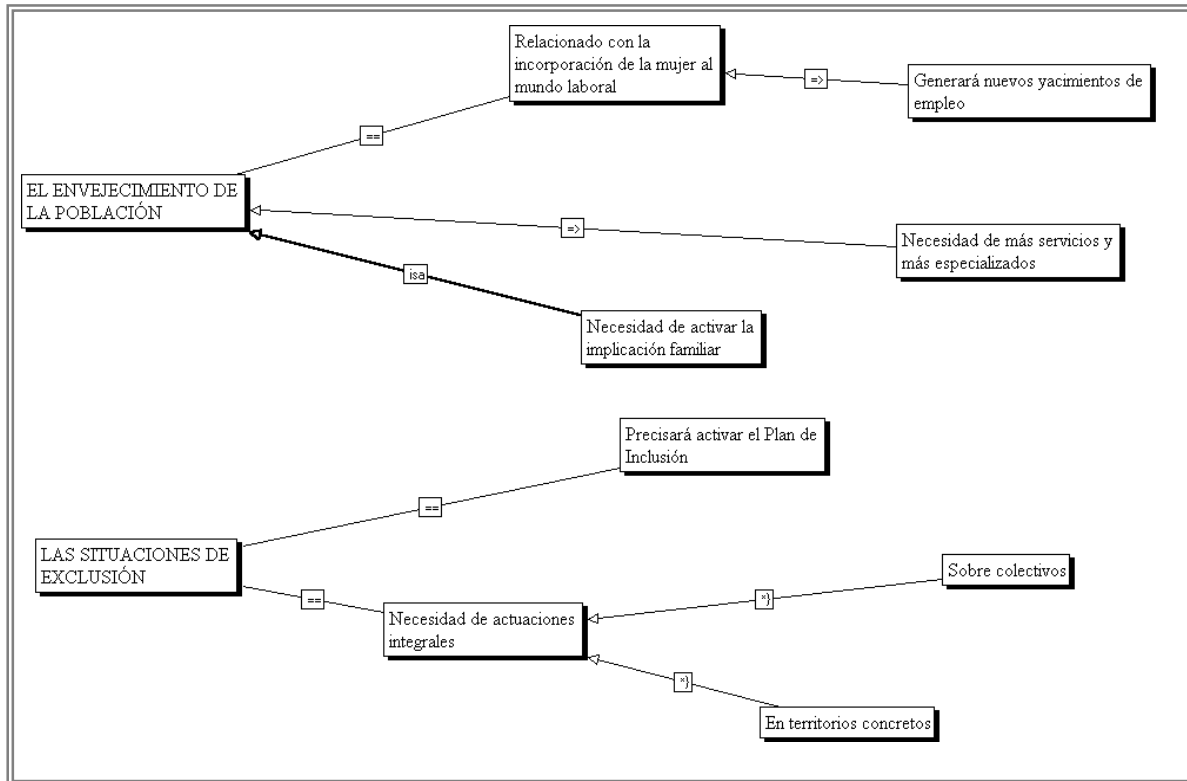 Relacionado con la
incorporación de la mujer al
mundo laboral
=>
Generará nuevos yacimientos de
empleo
==
EL ENVEJECIMIENTO DE
LA POBLACIÓN
=>
Necesidad de más servicios y
más especializados
isa
Necesidad de activar la
implicación familiar
Precisará activar el Plan de
Inclusión
==
LAS SITUACIONES DE
EXCLUSIÓN
==
Necesidad de actuaciones
integrales
*}
Sobre colectivos
*}
En territorios concretos